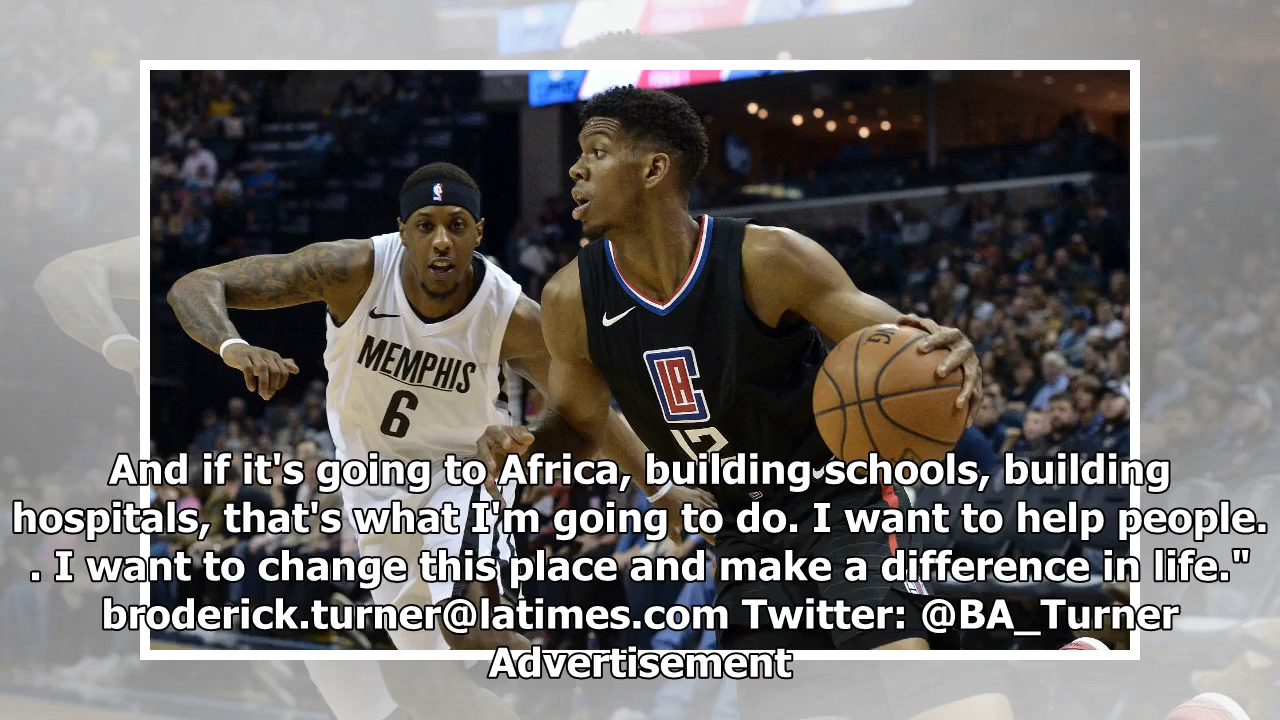 MEMPHIS
6
LA
12
And if it's going to Africa, building schools, building
hospitals, that's what I'm going to do. I want to help people.
. I want to change this place and make a difference in life."
broderick.turner@latimes.com Twitter: @BA_Turner
Advertisement